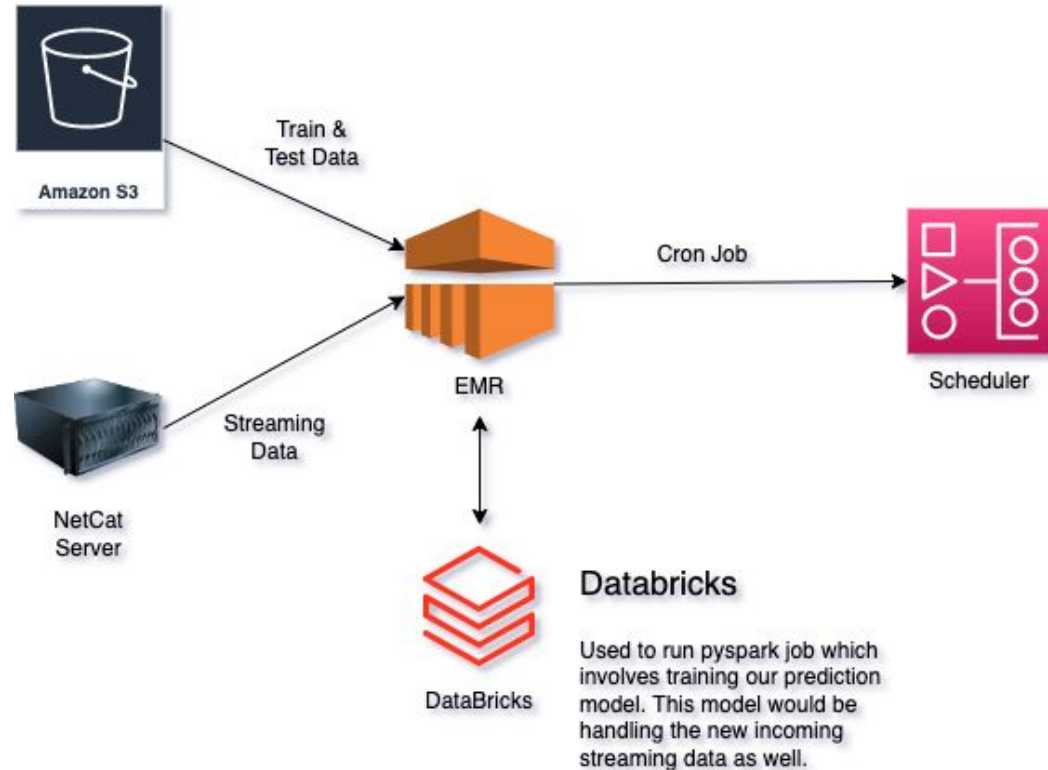 Amazon S3
Train &
Test Data
Cron Job
EMR
Scheduler
Streaming
Data
NetCat
Server
DataBricks
Databricks
Used to run pyspark job which
involves training our prediction
model. This model would be
handling the new incoming
streaming data as well.